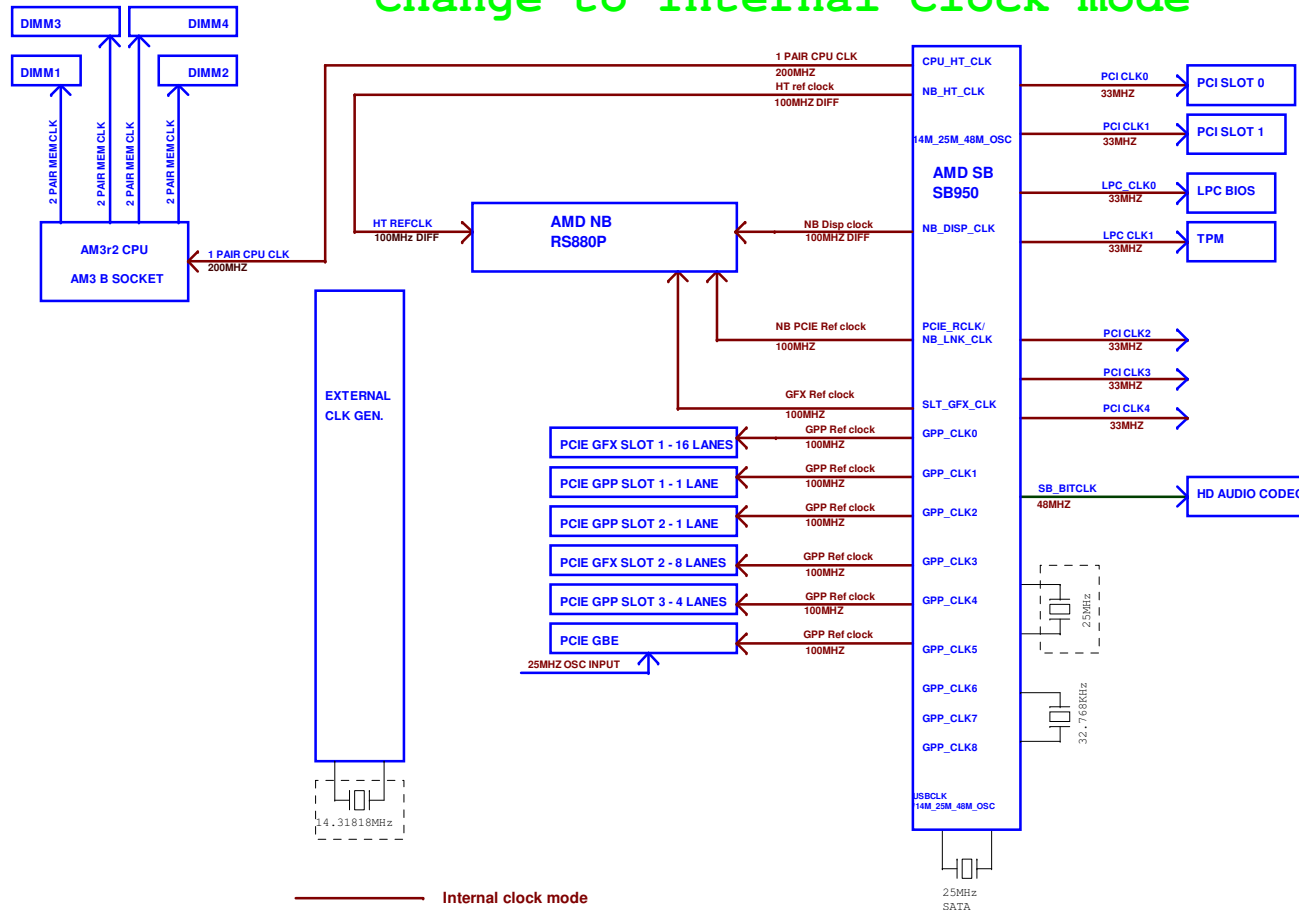 Change to Internal Clock mode
DIMM3
DIMM4
DIMM1
DIMM2
2 PAIR MEM CLK
2 PAIR MEM CLK
2 PAIR MEM CLK
2 PAIR MEM CLK
AM3r2 CPU
AM3 B SOCKET
1 PAIR CPU CLK
200MHZ
1 PAIR CPU CLK
200MHZ
HT ref clock
100MHZ DIFF
HT REFCLK
100MHz DIFF
AMD NB
RS880P
NB Disp clock
100MHZ DIFF
NB PCIE Ref clock
100MHZ
GFX Ref clock
100MHZ
EXTERNAL
CLK GEN.
14.31818MHz
PCIE GFX SLOT 1 - 16 LANES
GPP Ref clock
100MHZ
PCIE GPP SLOT 1 - 1 LANE
GPP Ref clock
100MHZ
PCIE GPP SLOT 2 - 1 LANE
GPP Ref clock
100MHZ
PCIE GFX SLOT 2 - 8 LANES
GPP Ref clock
100MHZ
PCIE GPP SLOT 3 - 4 LANES
GPP Ref clock
100MHZ
PCIE GBE
GPP Ref clock
100MHZ
25MHZ OSC INPUT
CPU_HT_CLK
NB_HT_CLK
14M_25M_48M_OSC
AMD SB
SB950
NB_DISP_CLK
PCIE_RCLK/
NB_LNK_CLK
SLT_GFX_CLK
GPP_CLK0
GPP_CLK1
GPP_CLK2
GPP_CLK3
GPP_CLK4
GPP_CLK5
GPP_CLK6
GPP_CLK7
GPP_CLK8
USBCLK
/14M_25M_48M_OSC
PCI CLK0
33MHZ
PCI SLOT 0
PCI CLK1
33MHZ
PCI SLOT 1
LPC_CLK0
33MHZ
LPC BIOS
LPC CLK1
33MHZ
TPM
PCI CLK2
33MHZ
PCI CLK3
33MHZ
PCI CLK4
33MHZ
SB_BITCLK
48MHZ
HD AUDIO CODEC
25MHz
32.768KHz
25MHz
SATA
Internal clock mode